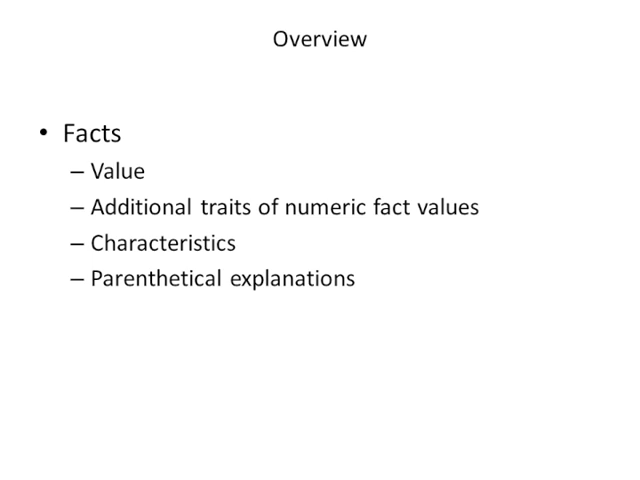 Overview
• Facts
– Value
– Additional traits of numeric fact values
– Characteristics
– Parenthetical explanations